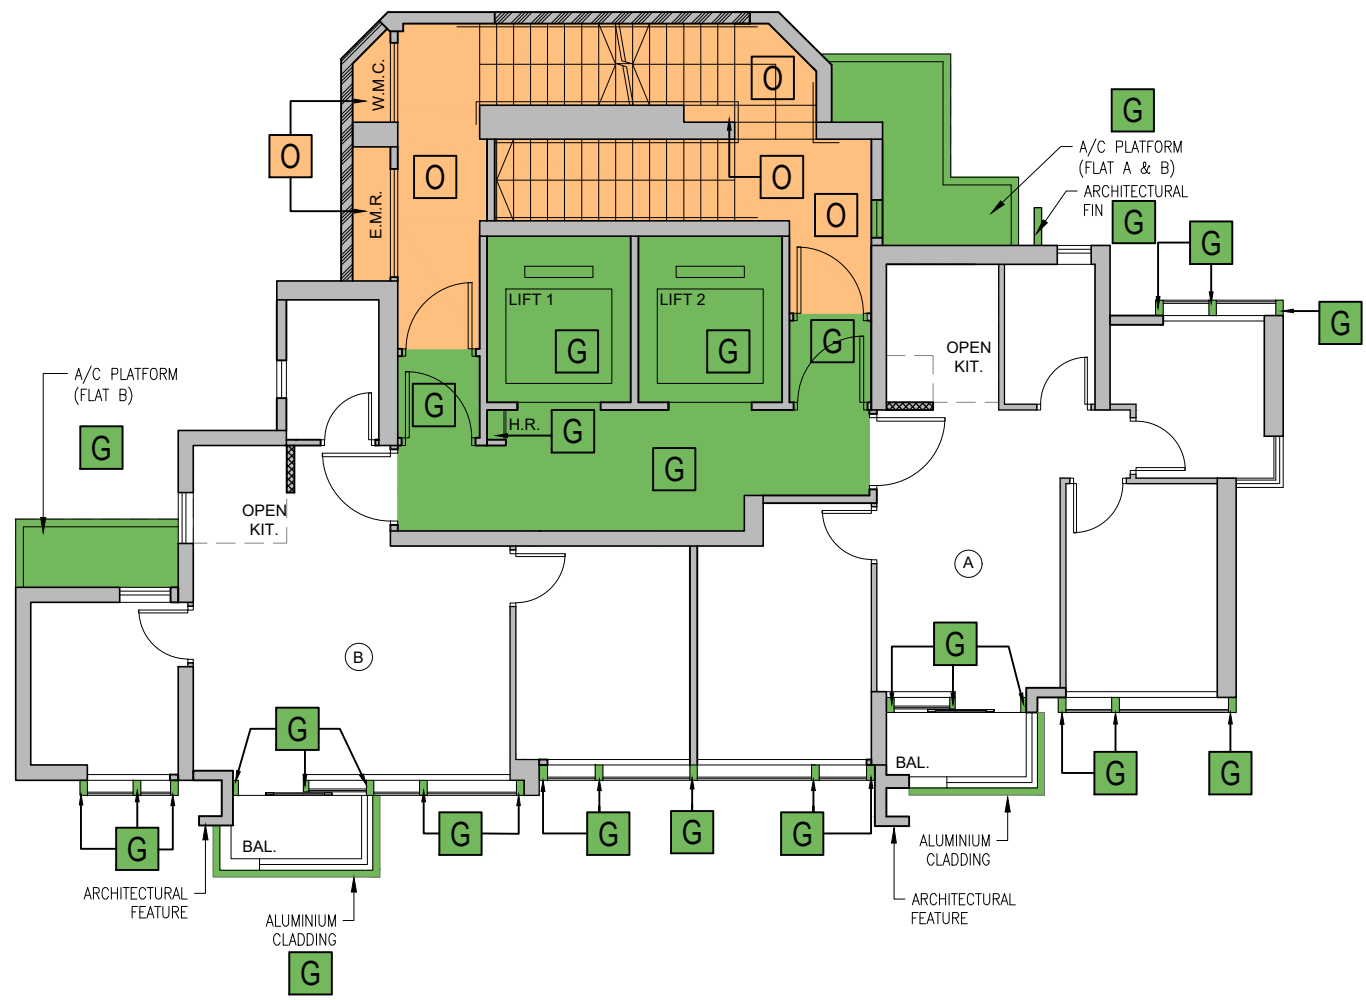 W.M.C.
O
G
O
A/C PLATFORM
(FLAT A & B)
O
O
O
ARCHITECTURAL
FIN
E.M.R.
O
G
G
LIFT 1
LIFT 2
G
G
G
G
OPEN
KIT.
A/C PLATFORM
(FLAT B)
G
G
H.R.
G
G
OPEN
KIT.
A
B
G
G
G
G
BAL.
G
G
G
G
G
BAL.
ALUMINIUM
CLADDING
ARCHITECTURAL
FEATURE
ARCHITECTURAL
FEATURE
ALUMINIUM
CLADDING
G